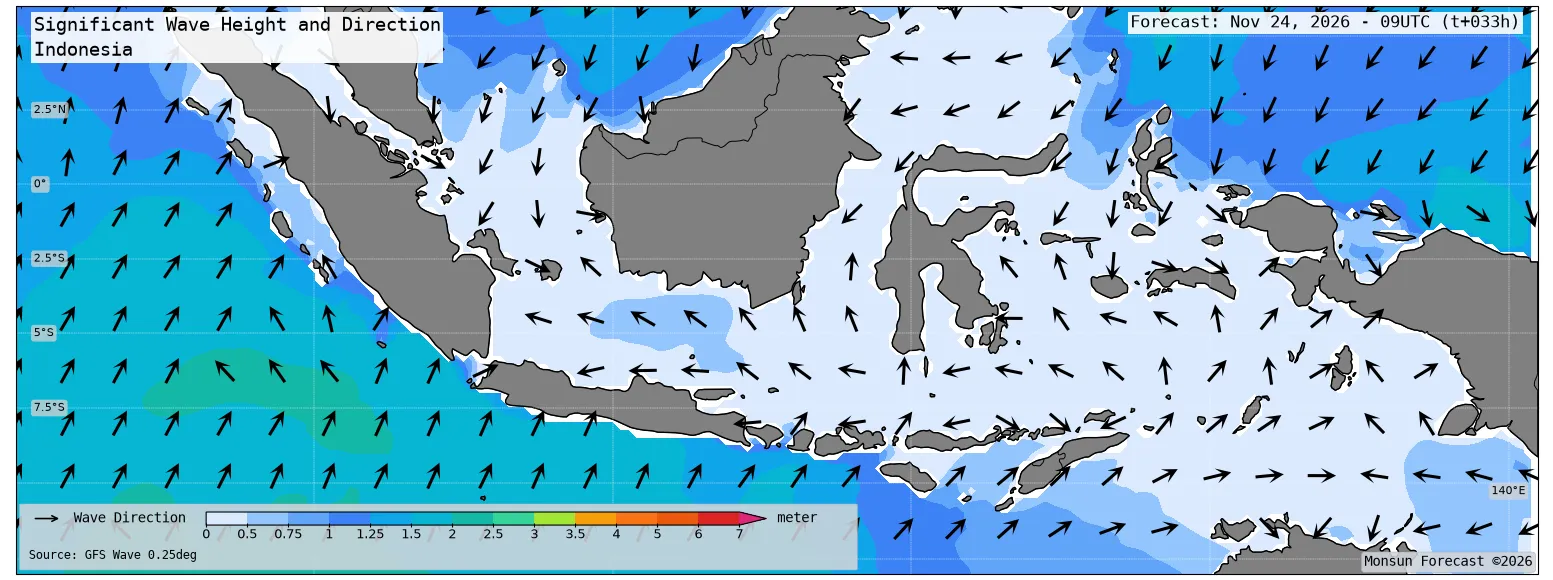 Significant Wave Height and Direction
Indonesia
Forecast: Nov 24, 2026 - 09UTC (t+033h)
2.5°N
0°
2.5°S
5°S
7.5°S
140°E
Wave Direction
meter
0 0.5 0.75 1 1.25 1.5 2 2.5 3 3.5 4 5 6 7
Source: GFS Wave 0.25deg
Monsun Forecast ©2026